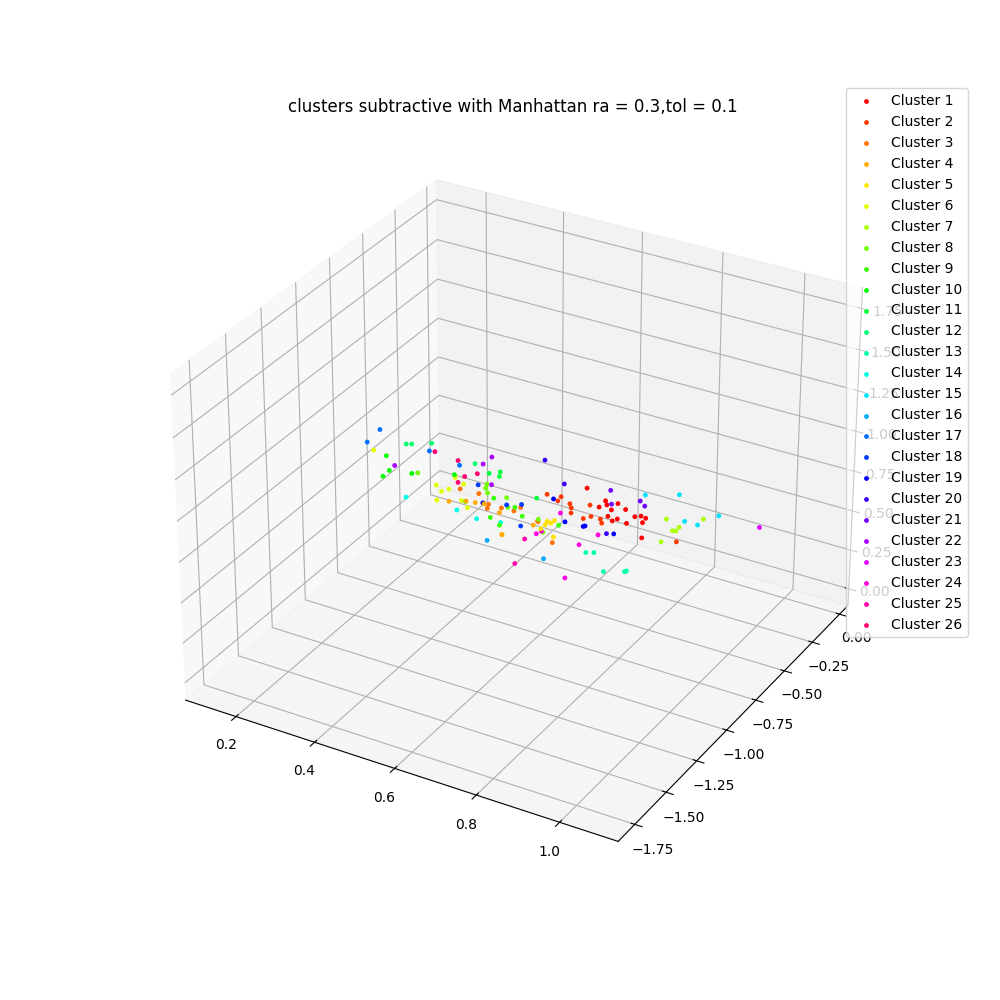 clusters subtractive with Manhattan ra = 0.3,tol = 0.1
Cluster 1
Cluster 2
Cluster 3
Cluster 4
Cluster 5
Cluster 6
Cluster 7
Cluster 8
Cluster 9
Cluster 10
Cluster 11
Cluster 12
Cluster 13
Cluster 14
Cluster 15
Cluster 16
Cluster 17
Cluster 18
Cluster 19
Cluster 20
Cluster 21
Cluster 22
Cluster 23
Cluster 24
Cluster 25
Cluster 26
1.75
1.50
1.25
1.00
0.75
0.50
0.25
0.00
0.00
−0.25
−0.50
−0.75
−1.00
−1.25
−1.50
−1.75
0.2
0.4
0.6
0.8
1.0